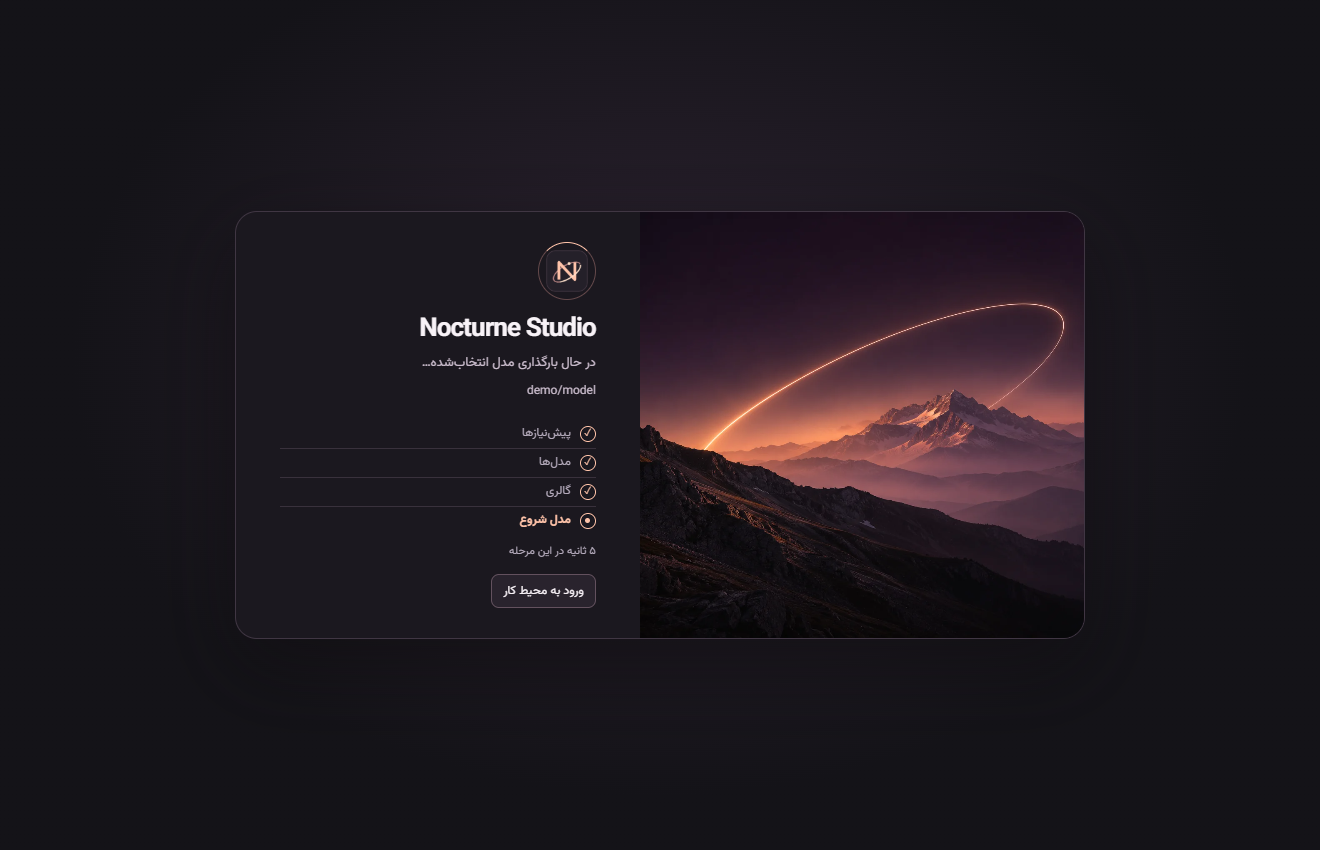 N
Nocturne Studio
در حال بارگذاری مدل انتخاب‌شده…
demo/model
پیش‌نیازها
مدل‌ها
گالری
مدل شروع
۵ ثانیه در این مرحله
ورود به محیط کار